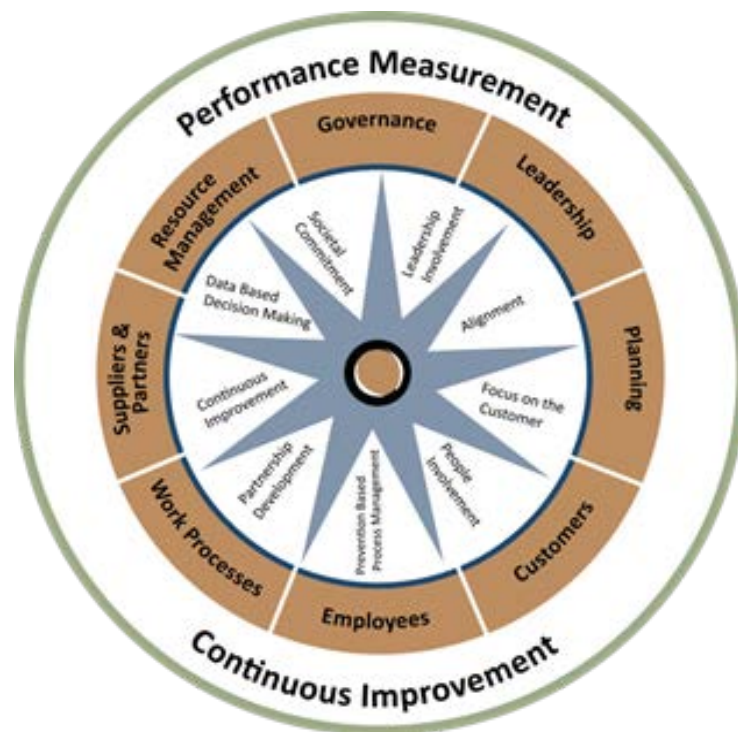 Performance Measurement
Governance
Leadership
Planning
Customers
Employees
Work Processes
Suppliers &
Partners
Resource
Management
Leadership
Involvement
Alignment
Focus on the
Customer
People
Involvement
Prevention Based
Process Management
Partnership
Development
Continuous
Improvement
Data Based
Decision Making
Societal
Commitment
Continuous Improvement